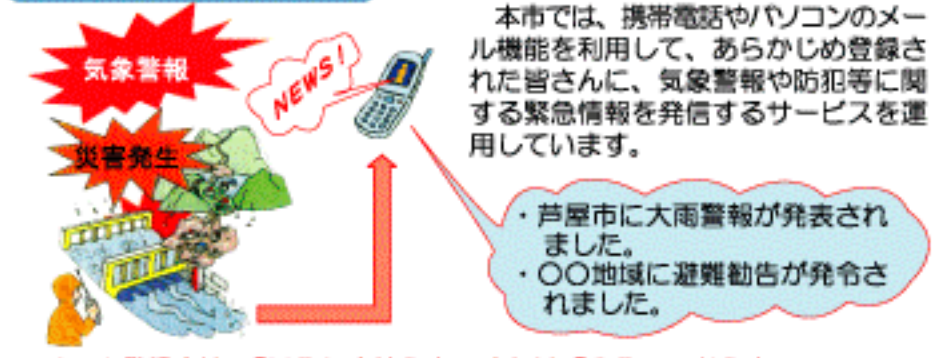 気象警報
災害発生
NEWS!
本市では、携帯電話やパソコンのメー
ル機能を利用して、あらかじめ登録さ
れた皆さんに、気象警報や防犯等に関
する緊急情報を発信するサービスを運
用しています。
・芦屋市に大雨警報が発表され
ました。
・〇〇地域に避難勧告が発令さ
れました。